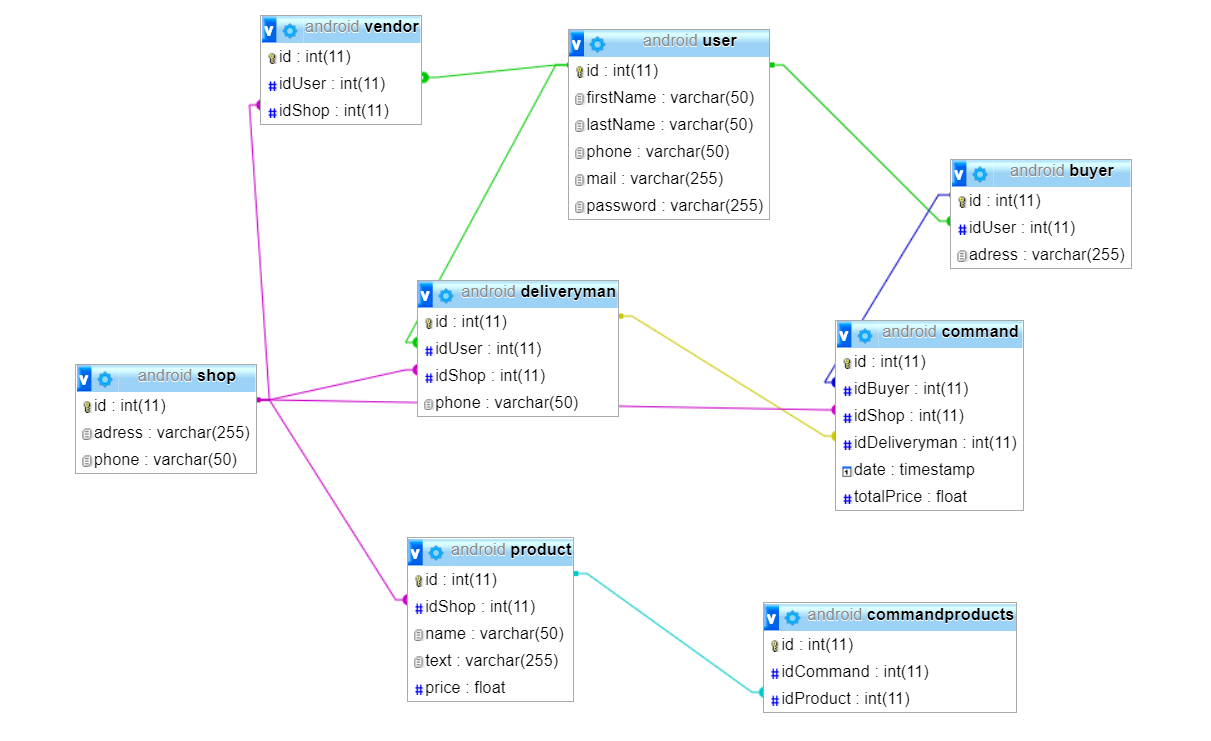 android vendor
id : int(11)
idUser : int(11)
idShop : int(11)
android user
id : int(11)
firstName : varchar(50)
lastName : varchar(50)
phone : varchar(50)
mail : varchar(255)
password : varchar(255)
android buyer
id : int(11)
idUser : int(11)
adress : varchar(255)
android deliveryman
id : int(11)
idUser : int(11)
idShop : int(11)
phone : varchar(50)
android command
id : int(11)
idBuyer : int(11)
idShop : int(11)
idDeliveryman : int(11)
date : timestamp
totalPrice : float
android shop
id : int(11)
adress : varchar(255)
phone : varchar(50)
android product
id : int(11)
idShop : int(11)
name : varchar(50)
text : varchar(255)
price : float
android commandproducts
id : int(11)
idCommand : int(11)
idProduct : int(11)